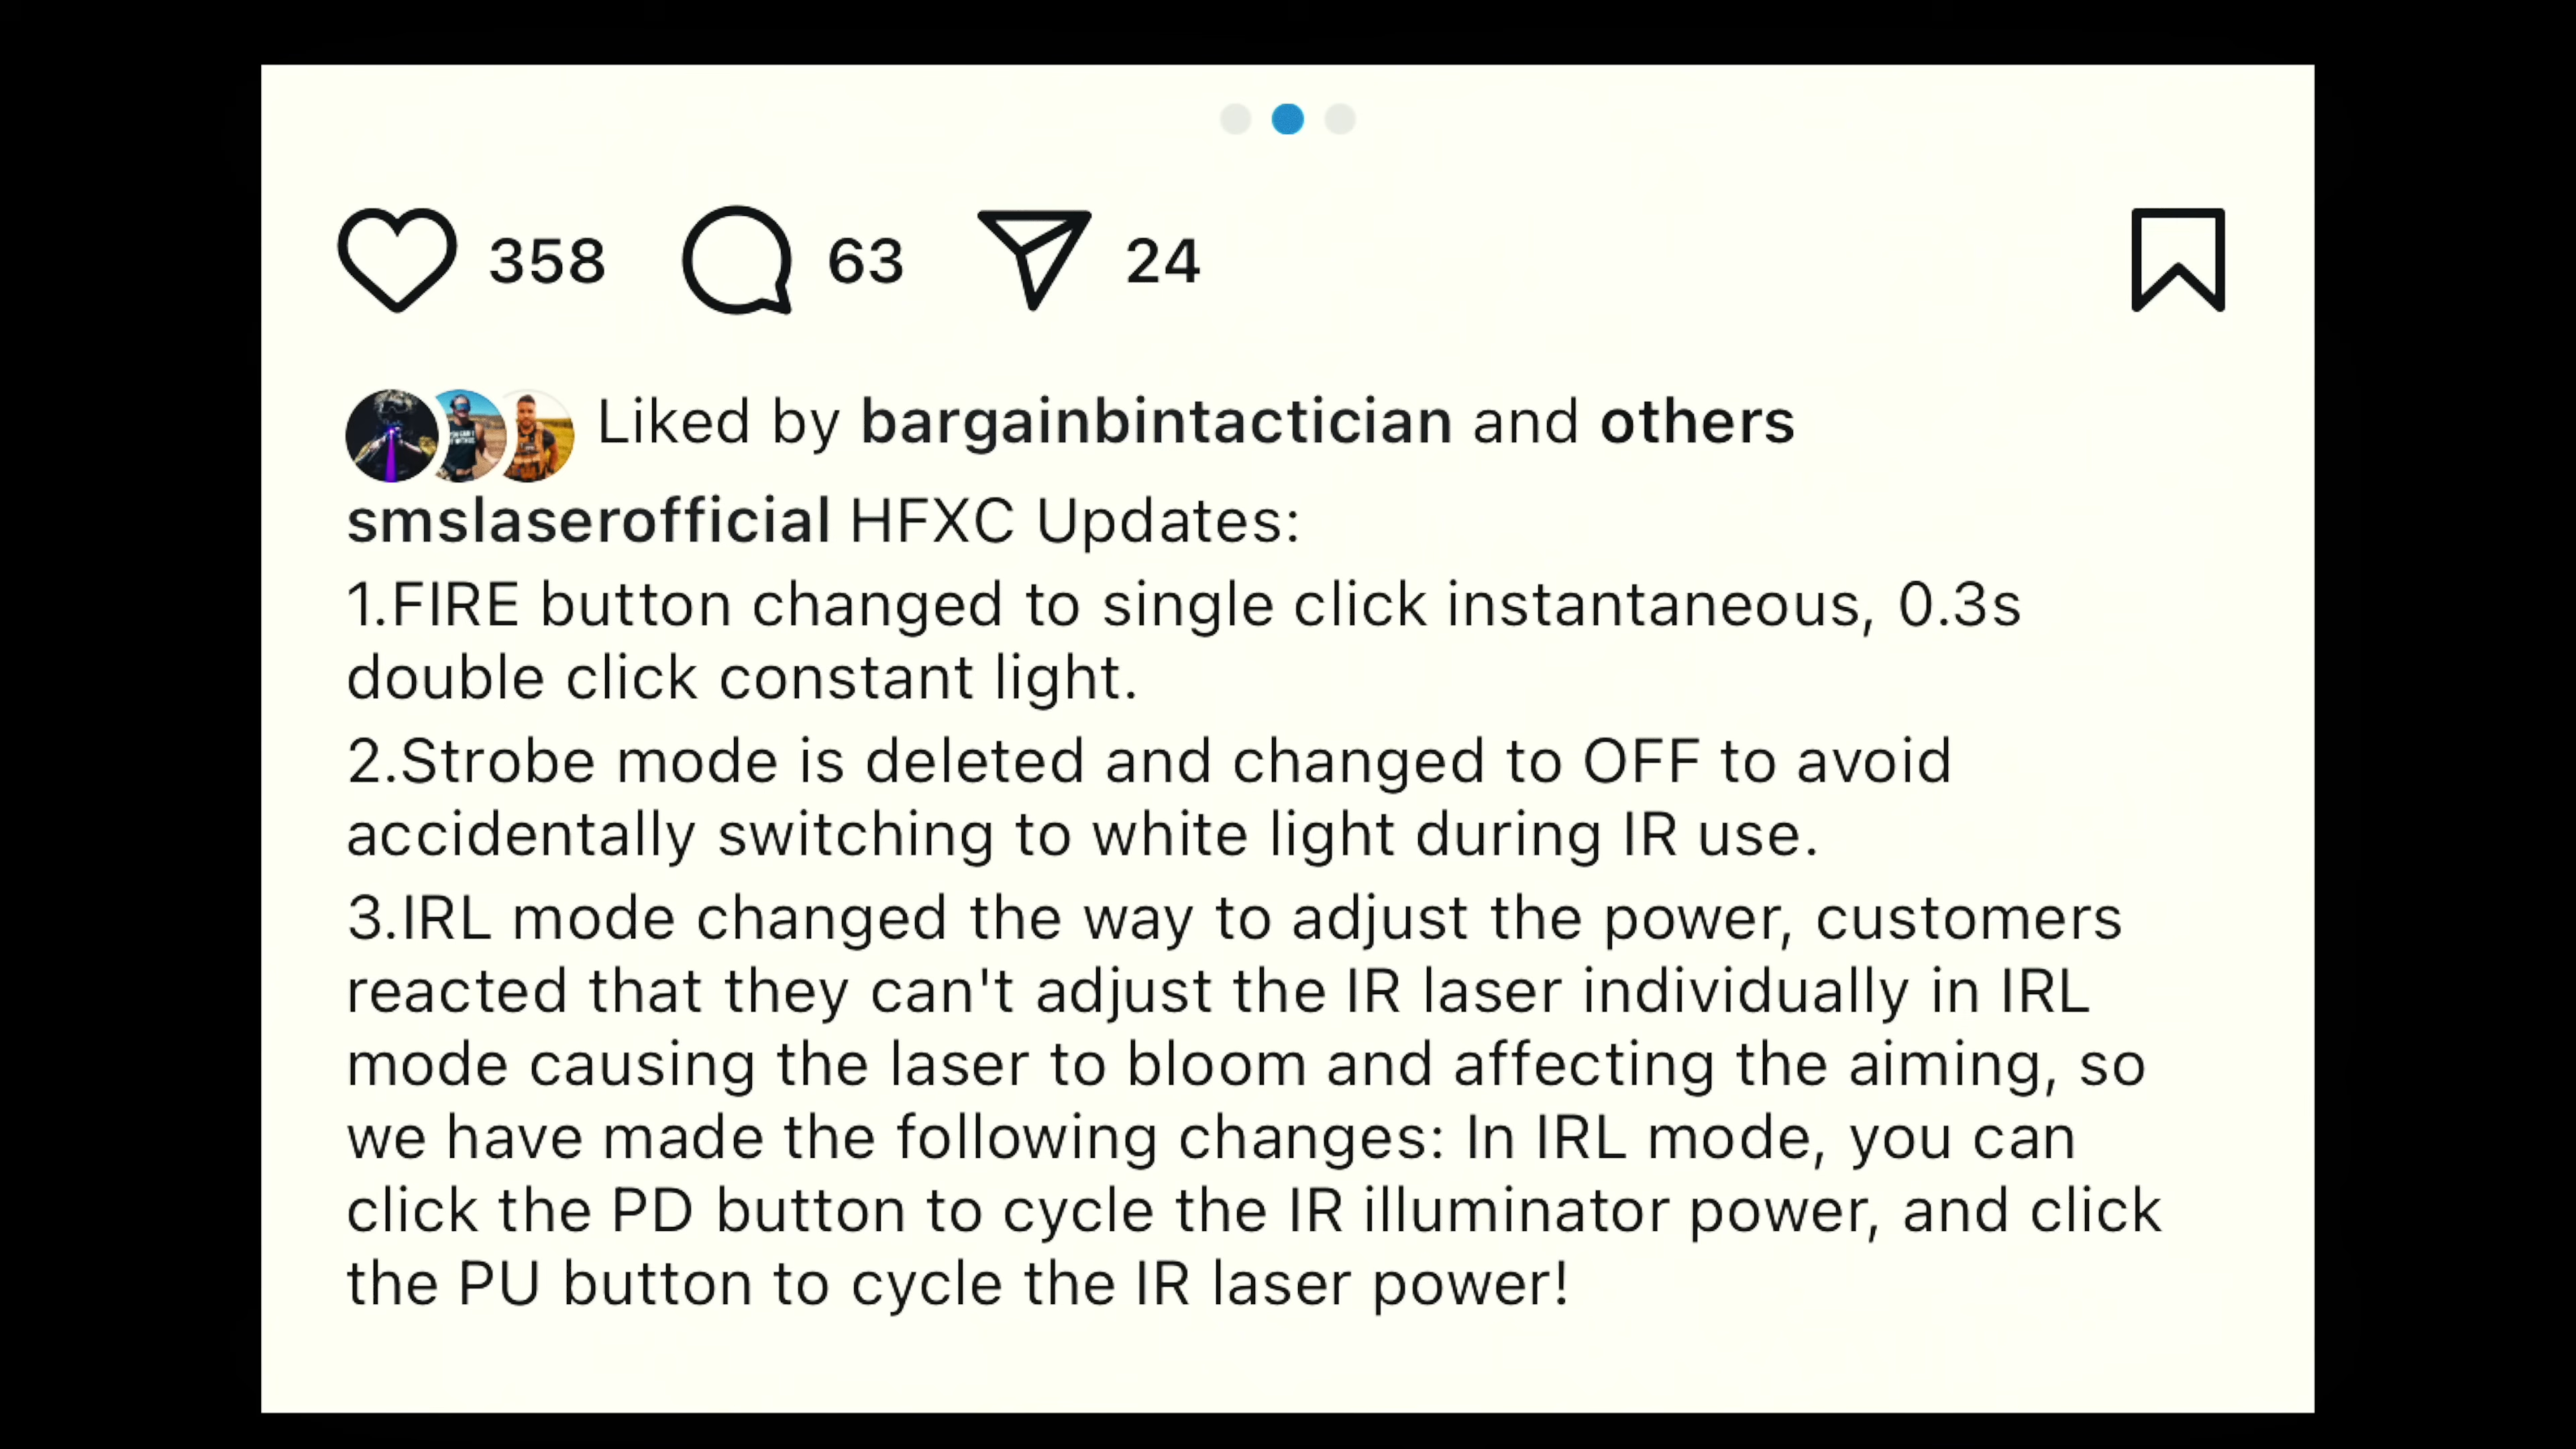 358 63 24
Liked by bargainbintactician and others
smslaserofficial HFXC Updates:
1.FIRE button changed to single click instantaneous, 0.3s
double click constant light.
2.Strobe mode is deleted and changed to OFF to avoid
accidentally switching to white light during IR use.
3.IRL mode changed the way to adjust the power, customers
reacted that they can't adjust the IR laser individually in IRL
mode causing the laser to bloom and affecting the aiming, so
we have made the following changes: In IRL mode, you can
click the PD button to cycle the IR illuminator power, and click
the PU button to cycle the IR laser power!